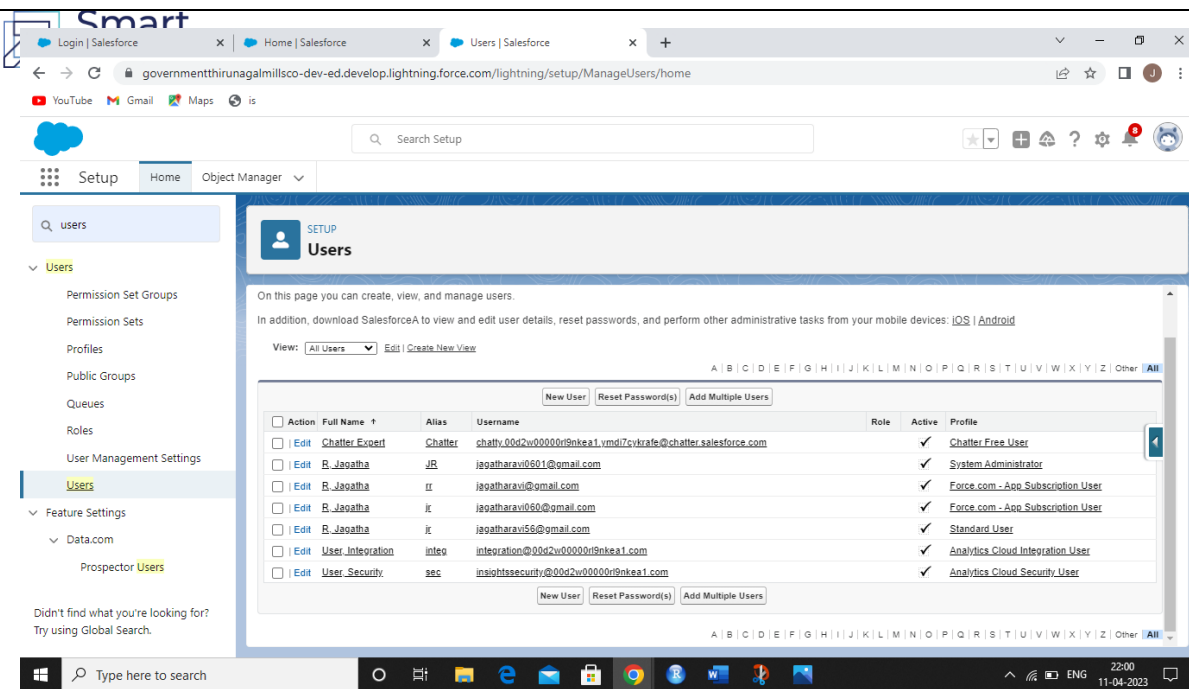 Smart
Login | Salesforce
Home | Salesforce
Users | Salesforce
governmentthirunagalmillsco-dev-ed.develop.lightning.force.com/lightning/setup/ManageUsers/home
J
YouTube
Gmail
Maps
is
Search Setup
8
Setup
Home
Object Manager
users
Users
Permission Set Groups
Permission Sets
Profiles
Public Groups
Queues
Roles
User Management Settings
Users
Feature Settings
Data.com
Prospector Users
Didn't find what you're looking for?
Try using Global Search.
SETUP
Users
On this page you can create, view, and manage users.
In addition, download SalesforceA to view and edit user details, reset passwords, and perform other administrative tasks from your mobile devices: iOS | Android
View: All Users Edit | Create New View
A | B | C | D | E | F | G | H | I | J | K | L | M | N | O | P | Q | R | S | T | U | V | W | X | Y | Z | Other All
New User Reset Password(s) Add Multiple Users
Action Full Name ↑ Alias Username Role Active Profile
| Edit Chatter Expert Chatter chatty.00d2w00000rl9nkea1.ymdi7cykrafe@chatter.salesforce.com ✓ Chatter Free User
| Edit R, Jagatha JR jagatharavi0601@gmail.com ✓ System Administrator
| Edit R, Jagatha rr jagatharavi@gmail.com ✓ Force.com - App Subscription User
| Edit R, Jagatha jr jagatharavi060@gmail.com ✓ Force.com - App Subscription User
| Edit R, Jagatha jr jagatharavi56@gmail.com ✓ Standard User
| Edit User, Integration integ integration@00d2w00000rl9nkea1.com ✓ Analytics Cloud Integration User
| Edit User, Security sec insightssecurity@00d2w00000rl9nkea1.com ✓ Analytics Cloud Security User
New User Reset Password(s) Add Multiple Users
A | B | C | D | E | F | G | H | I | J | K | L | M | N | O | P | Q | R | S | T | U | V | W | X | Y | Z | Other All
Type here to search
R
W
ENG
22:00
11-04-2023